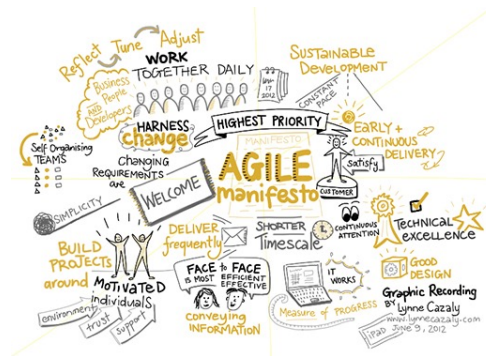 Reflect Tune Adjust
Business
People
AND
Developers
WORK
TOGETHER DAILY
17
2012
SUSTAINABLE
DEVELOPMENT
CONSTANT
PACE
HARNESS
change
HIGHEST PRIORITY
EARLY +
CONTINUOUS
DELIVERY
satisfy
CUSTOMER
Self Organising
TEAMS
CHANGING
REQUIREMENTS
are
WELCOME
MANIFESTO
AGILE
manifesto
SIMPLICITY
BUILD
PROJECTS
around
MOTIVATED
individuals
environment
trust
support
DELIVER
frequently
SHORTER
Timescale
CONTINUOUS
ATTENTION
TECHNICAL
excellence
GOOD
DESIGN
FACE to FACE
IS MOST EFFICIENT
EFFECTIVE
conveying
INFORMATION
IT
WORKS
Measure of PROGRESS
Graphic Recording
BY Lynne Cazaly
www.lynnecazaly.com
iPad JUNE 9, 2012